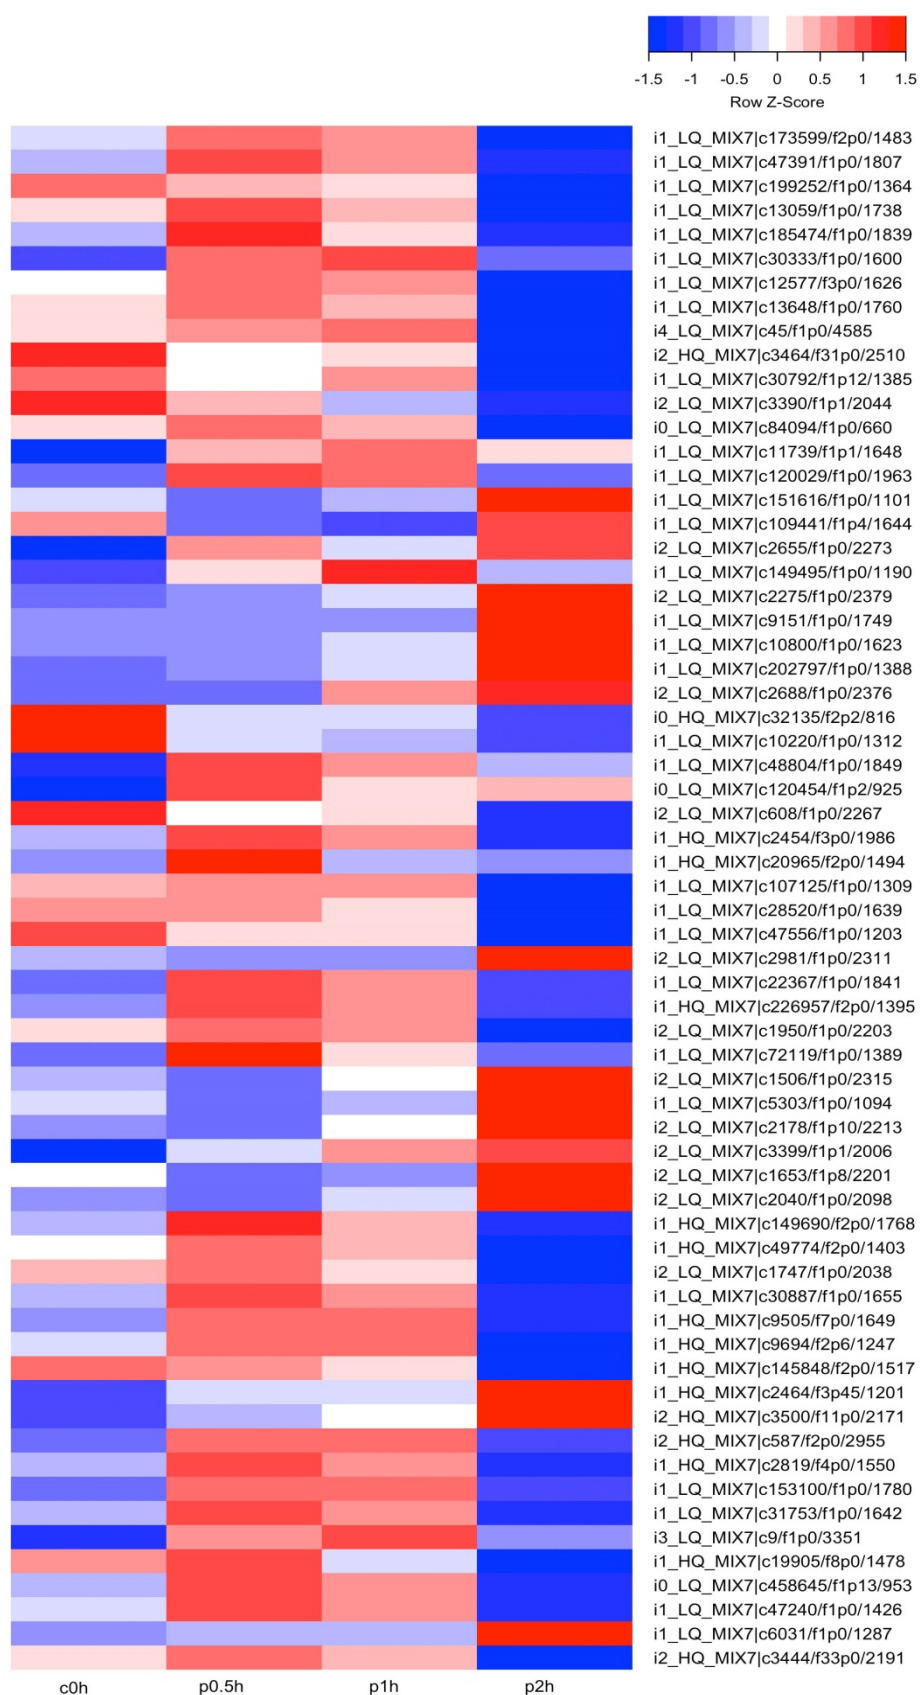 -1.5 -1 -0.5 0 0.5 1 1.5
Row Z-Score
i1_LQ_MIX7|c173599/f2p0/1483
i1_LQ_MIX7|c47391/f1p0/1807
i1_LQ_MIX7|c199252/f1p0/1364
i1_LQ_MIX7|c13059/f1p0/1738
i1_LQ_MIX7|c185474/f1p0/1839
i1_LQ_MIX7|c30333/f1p0/1600
i1_LQ_MIX7|c12577/f3p0/1626
i1_LQ_MIX7|c13648/f1p0/1760
i4_LQ_MIX7|c45/f1p0/4585
i2_HQ_MIX7|c3464/f31p0/2510
i1_LQ_MIX7|c30792/f1p12/1385
i2_LQ_MIX7|c3390/f1p1/2044
i0_LQ_MIX7|c84094/f1p0/660
i1_LQ_MIX7|c11739/f1p1/1648
i1_LQ_MIX7|c120029/f1p0/1963
i1_LQ_MIX7|c151616/f1p0/1101
i1_LQ_MIX7|c109441/f1p4/1644
i2_LQ_MIX7|c2655/f1p0/2273
i1_LQ_MIX7|c149495/f1p0/1190
i2_LQ_MIX7|c2275/f1p0/2379
i1_LQ_MIX7|c9151/f1p0/1749
i1_LQ_MIX7|c10800/f1p0/1623
i1_LQ_MIX7|c202797/f1p0/1388
i2_LQ_MIX7|c2688/f1p0/2376
i0_HQ_MIX7|c32135/f2p2/816
i1_LQ_MIX7|c10220/f1p0/1312
i1_LQ_MIX7|c48804/f1p0/1849
i0_LQ_MIX7|c120454/f1p2/925
i2_LQ_MIX7|c608/f1p0/2267
i1_HQ_MIX7|c2454/f3p0/1986
i1_HQ_MIX7|c20965/f2p0/1494
i1_LQ_MIX7|c107125/f1p0/1309
i1_LQ_MIX7|c28520/f1p0/1639
i1_LQ_MIX7|c47556/f1p0/1203
i2_LQ_MIX7|c2981/f1p0/2311
i1_LQ_MIX7|c22367/f1p0/1841
i1_HQ_MIX7|c226957/f2p0/1395
i2_LQ_MIX7|c1950/f1p0/2203
i1_LQ_MIX7|c72119/f1p0/1389
i2_LQ_MIX7|c1506/f1p0/2315
i1_LQ_MIX7|c5303/f1p0/1094
i2_LQ_MIX7|c2178/f1p10/2213
i2_LQ_MIX7|c3399/f1p1/2006
i2_LQ_MIX7|c1653/f1p8/2201
i2_LQ_MIX7|c2040/f1p0/2098
i1_HQ_MIX7|c149690/f2p0/1768
i1_HQ_MIX7|c49774/f2p0/1403
i2_LQ_MIX7|c1747/f1p0/2038
i1_LQ_MIX7|c30887/f1p0/1655
i1_HQ_MIX7|c9505/f7p0/1649
i1_HQ_MIX7|c9694/f2p6/1247
i1_HQ_MIX7|c145848/f2p0/1517
i1_HQ_MIX7|c2464/f3p45/1201
i2_HQ_MIX7|c3500/f11p0/2171
i2_HQ_MIX7|c587/f2p0/2955
i1_HQ_MIX7|c2819/f4p0/1550
i1_LQ_MIX7|c153100/f1p0/1780
i1_LQ_MIX7|c31753/f1p0/1642
i3_LQ_MIX7|c9/f1p0/3351
i1_HQ_MIX7|c19905/f8p0/1478
i0_LQ_MIX7|c458645/f1p13/953
i1_LQ_MIX7|c47240/f1p0/1426
i1_LQ_MIX7|c6031/f1p0/1287
i2_HQ_MIX7|c3444/f33p0/2191
c0h p0.5h p1h p2h